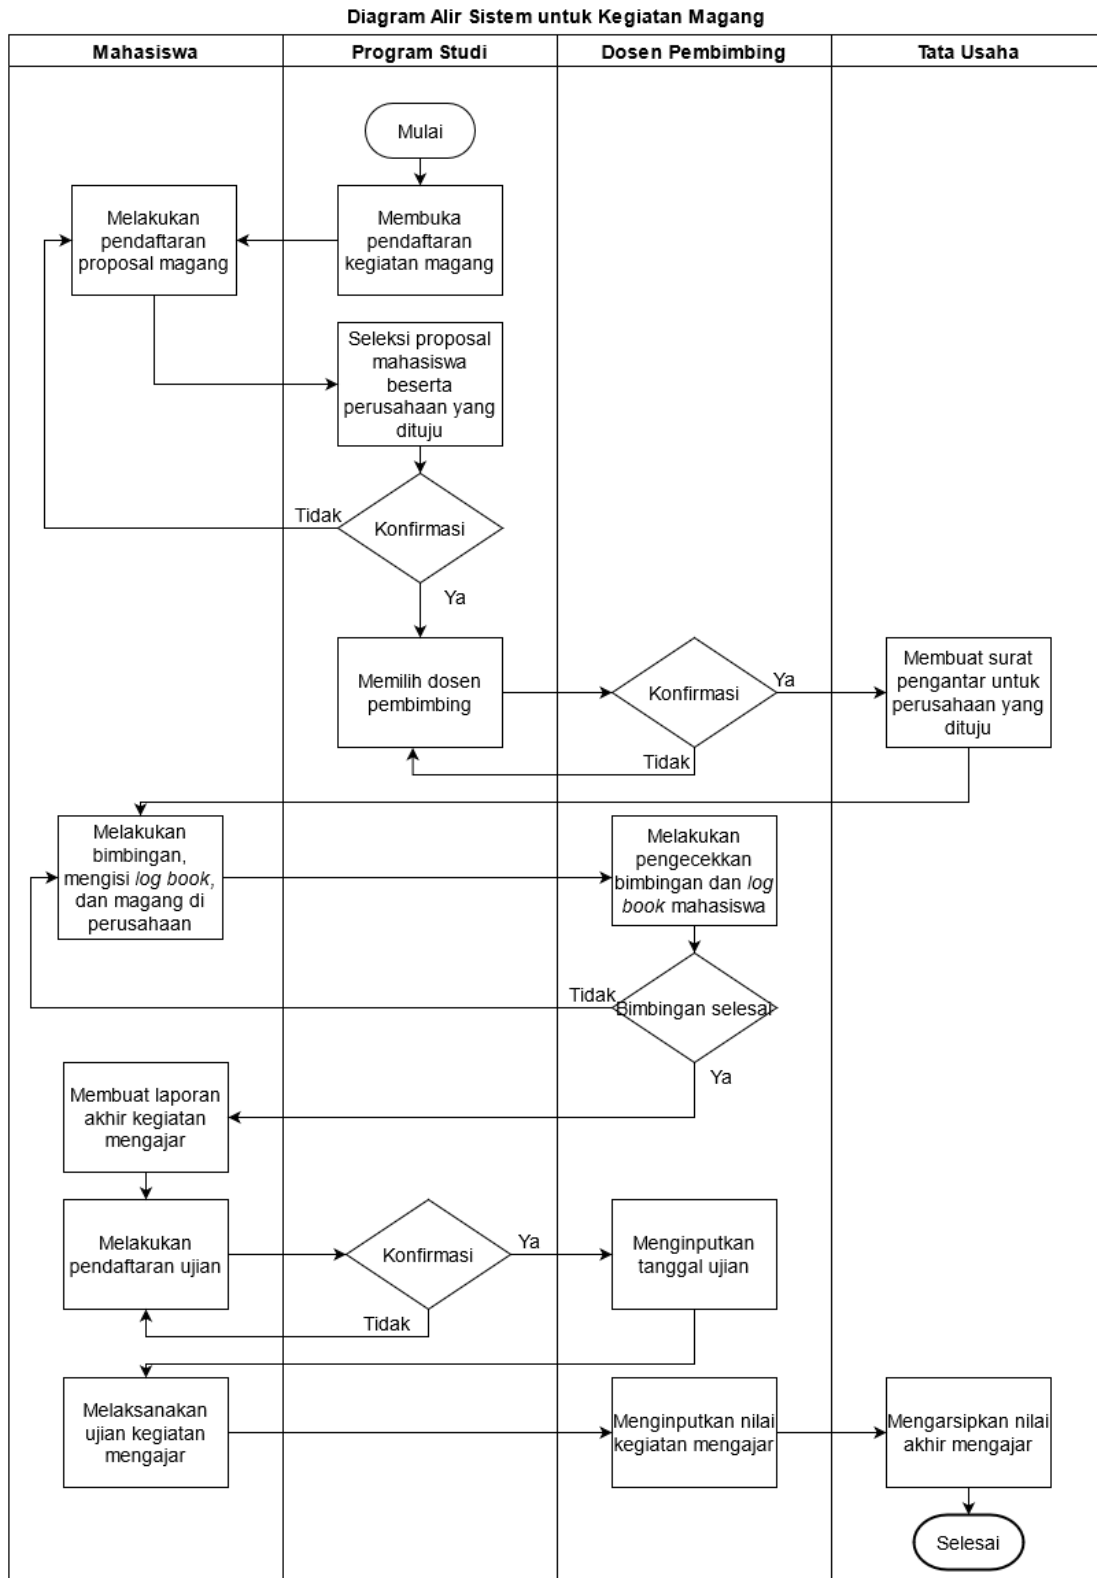 Diagram Alir Sistem untuk Kegiatan Magang
Mahasiswa
Program Studi
Dosen Pembimbing
Tata Usaha
Mulai
Membuka
pendaftaran
kegiatan magang
Melakukan
pendaftaran
proposal magang
Seleksi proposal
mahasiswa
beserta
perusahaan yang
dituju
Konfirmasi
Tidak
Ya
Memilih dosen
pembimbing
Konfirmasi
Ya
Tidak
Membuat surat
pengantar untuk
perusahaan yang
dituju
Melakukan
bimbingan,
mengisi log book,
dan magang di
perusahaan
Melakukan
pengecekkan
bimbingan dan log
book mahasiswa
Bimbingan selesai
Tidak
Ya
Membuat laporan
akhir kegiatan
mengajar
Melakukan
pendaftaran ujian
Konfirmasi
Ya
Tidak
Menginputkan
tanggal ujian
Melaksanakan
ujian kegiatan
mengajar
Menginputkan nilai
kegiatan mengajar
Mengarsipkan nilai
akhir mengajar
Selesai